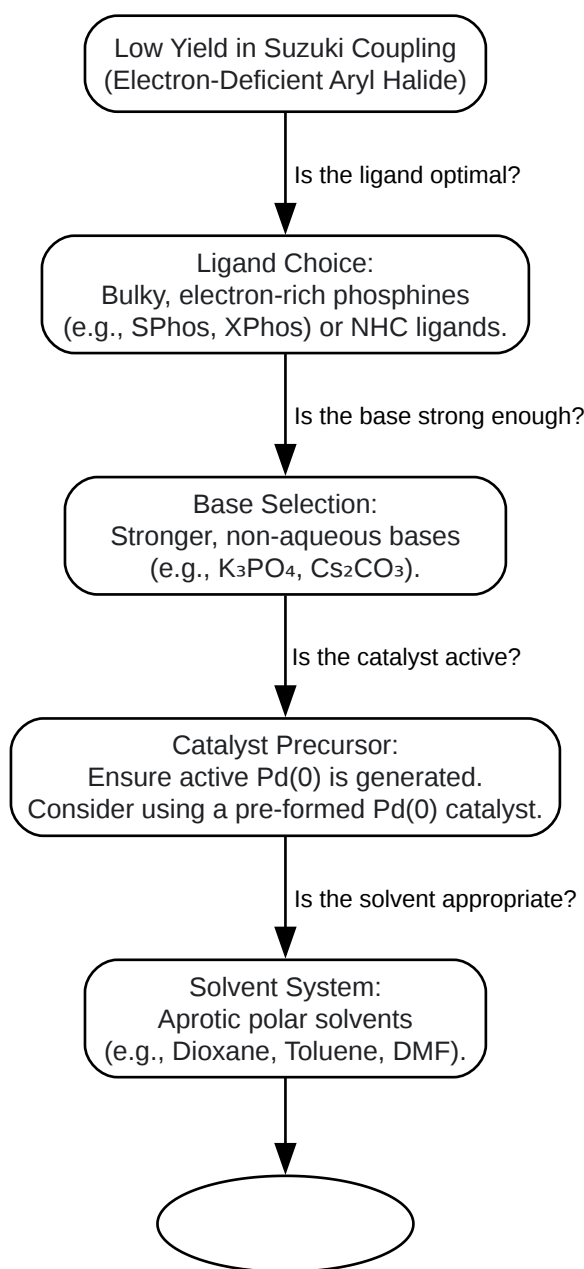 Low Yield in Suzuki Coupling
(Electron-Deficient Aryl Halide)
Is the ligand optimal?
Ligand Choice:
Bulky, electron-rich phosphines
(e.g., SPhos, XPhos) or NHC ligands.
Is the base strong enough?
Base Selection:
Stronger, non-aqueous bases
(e.g., K₃PO₄, Cs₂CO₃).
Is the catalyst active?
Catalyst Precursor:
Ensure active Pd(0) is generated.
Consider using a pre-formed Pd(0) catalyst.
Is the solvent appropriate?
Solvent System:
Aprotic polar solvents
(e.g., Dioxane, Toluene, DMF).